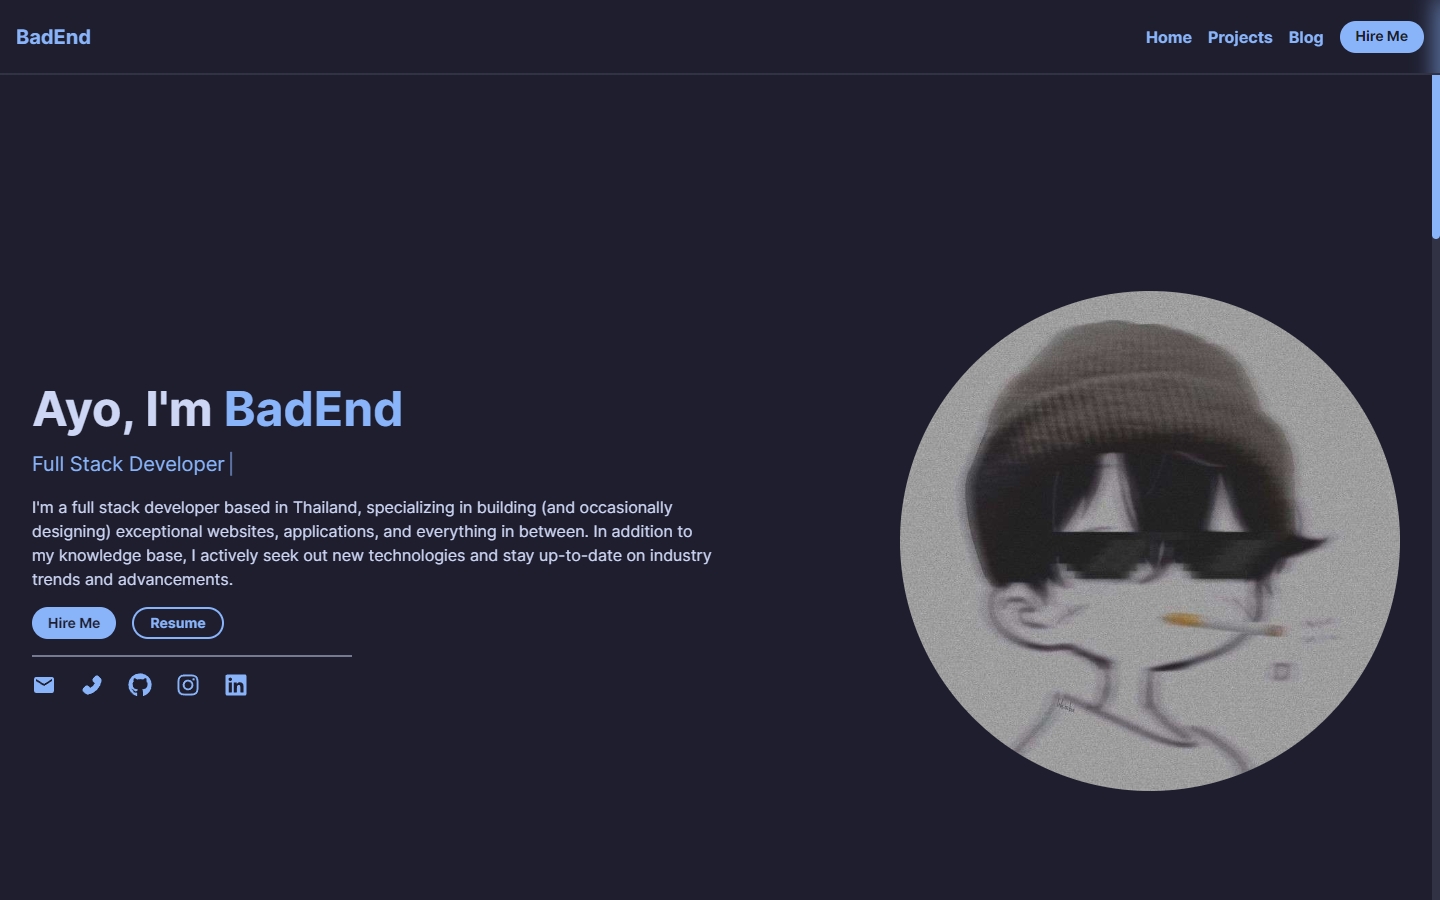 BadEnd
Home Projects Blog Hire Me
Ayo, I'm BadEnd
Full Stack Developer
I'm a full stack developer based in Thailand, specializing in building (and occasionally
designing) exceptional websites, applications, and everything in between. In addition to
my knowledge base, I actively seek out new technologies and stay up-to-date on industry
trends and advancements.
Hire Me Resume